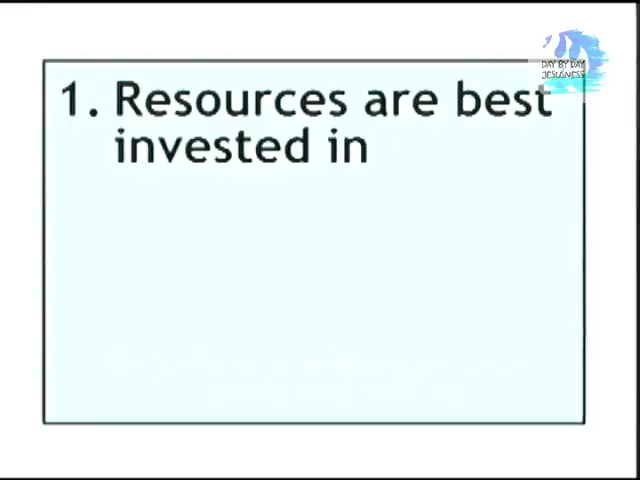 DAY BY DAY
JESUSNESS
1. Resources are best
invested in